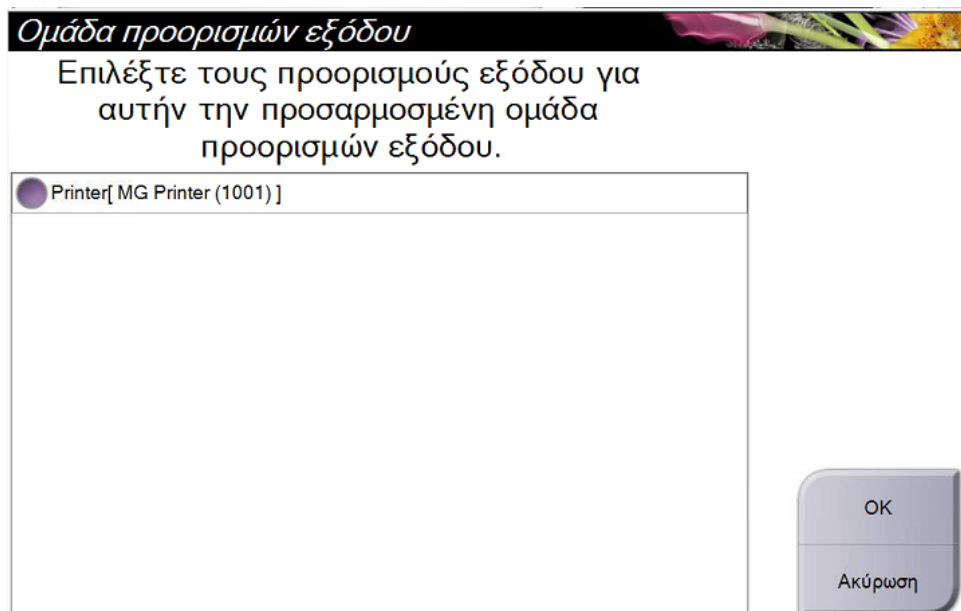 Ομάδα προορισμών εξόδου
Επιλέξτε τους προορισμούς εξόδου για
αυτήν την προσαρμοσμένη ομάδα
προορισμών εξόδου.
Printer[ MG Printer (1001) ]
OK
Ακύρωση